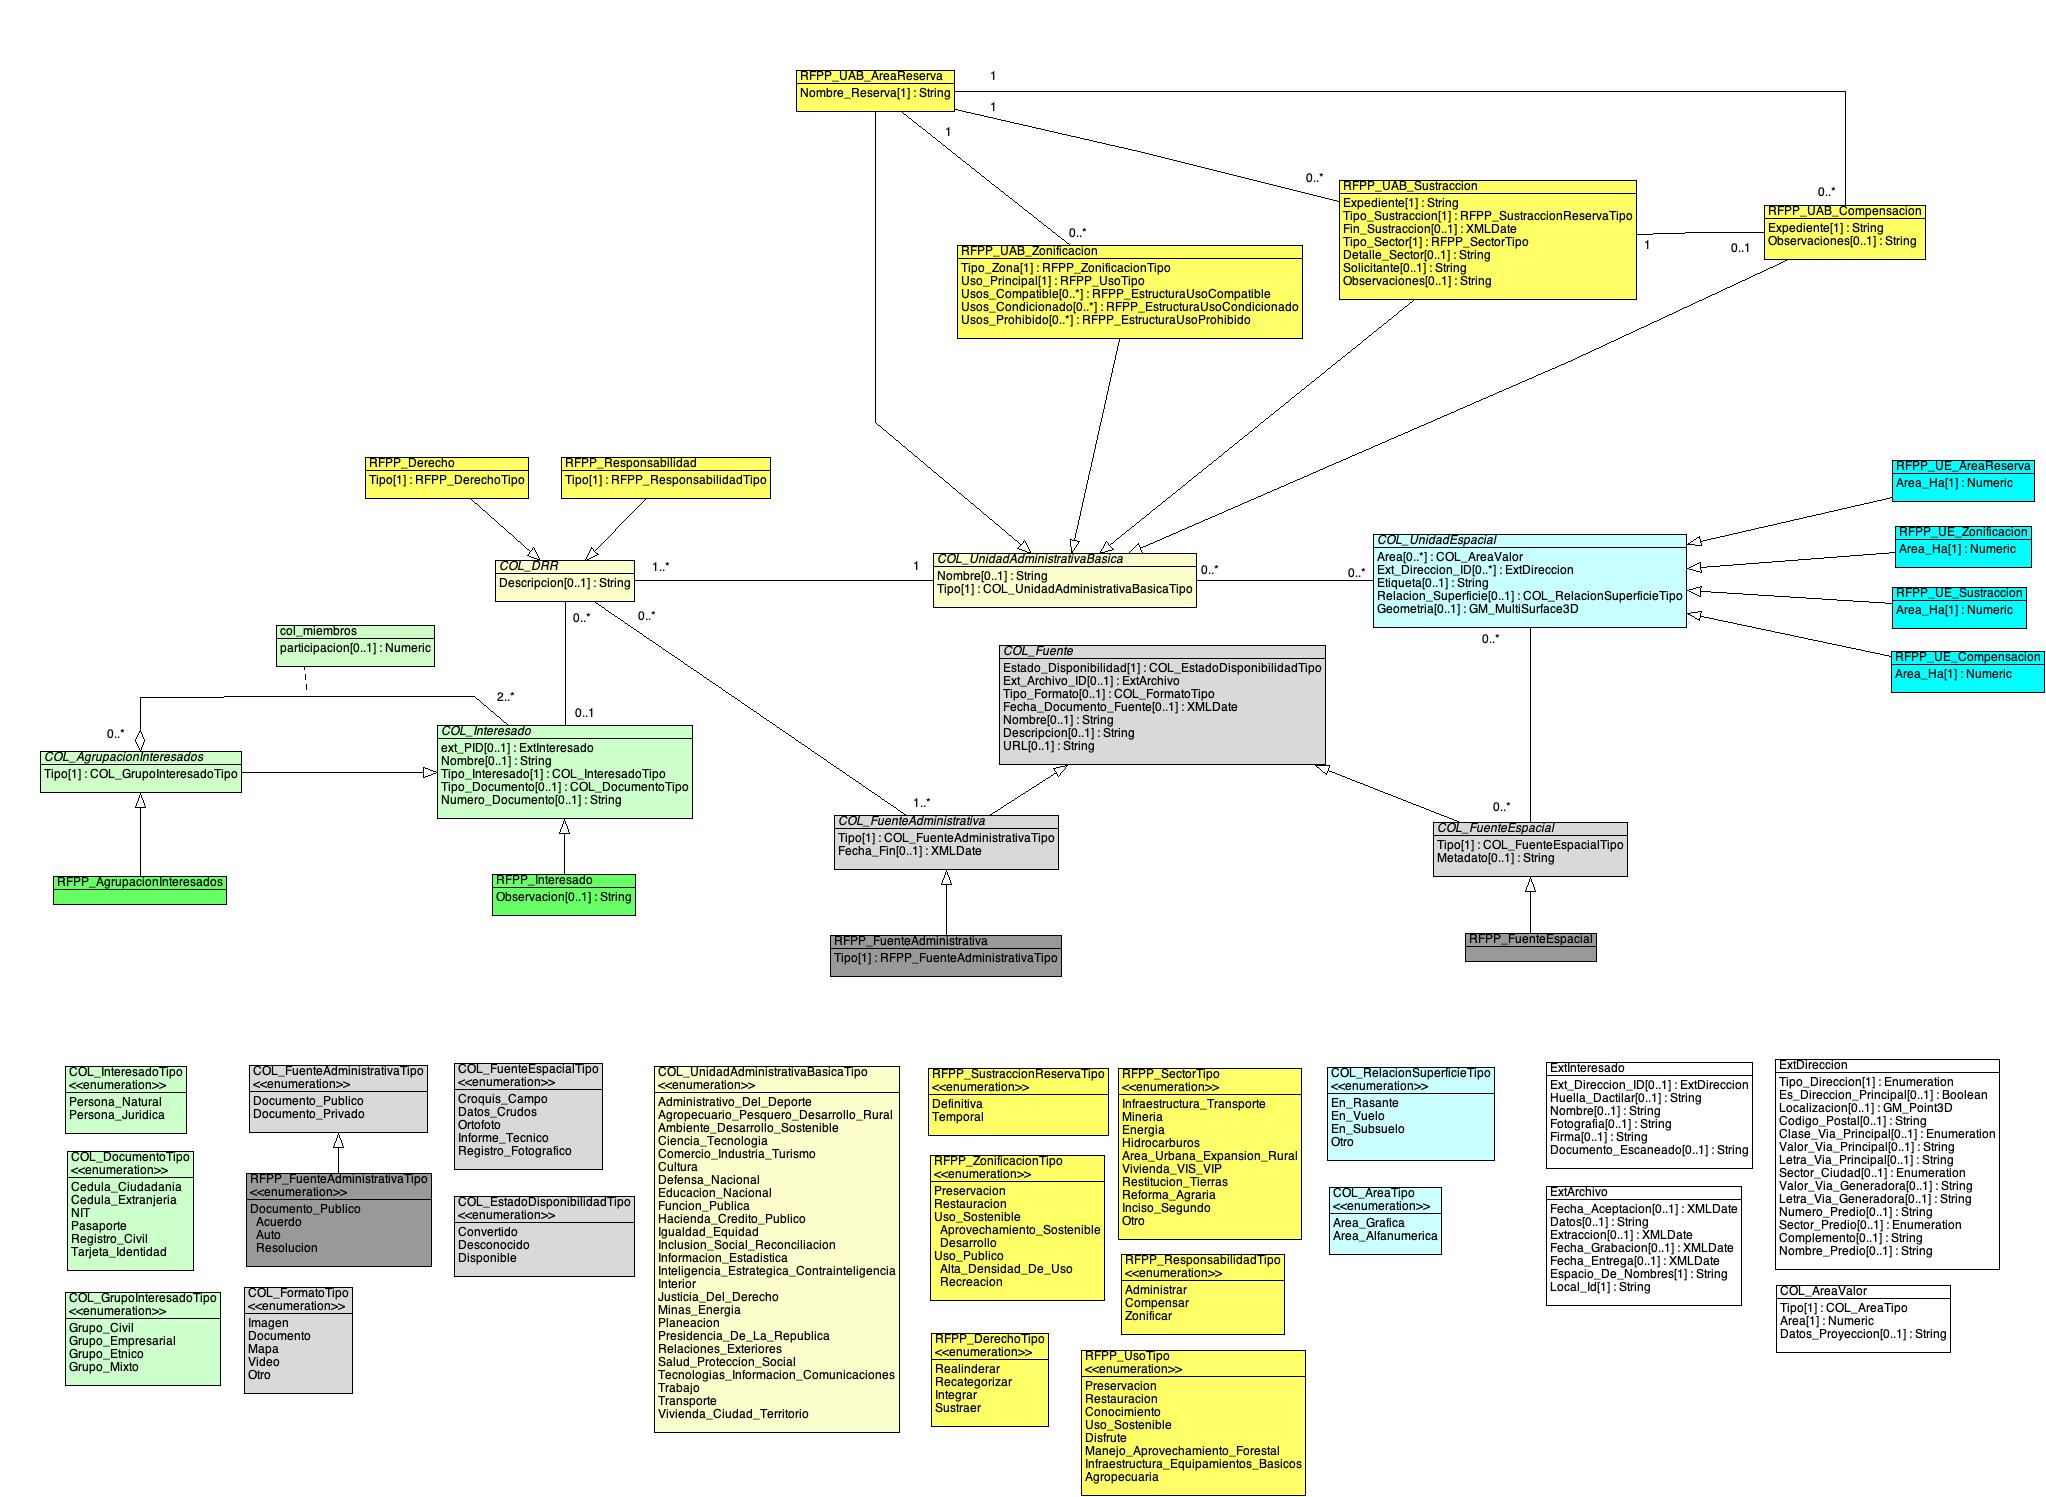 RFPP_UAB_AreaReserva
Nombre_Reserva[1] : String
1
1
1
0..*
0..*
0..*
RFPP_UAB_Sustraccion
Expediente[1] : String
Tipo_Sustraccion[1] : RFPP_SustraccionReservaTipo
Fin_Sustraccion[0..1] : XMLDate
Tipo_Sector[1] : RFPP_SectorTipo
Detalle_Sector[0..1] : String
Solicitante[0..1] : String
Observaciones[0..1] : String
1
0..1
RFPP_UAB_Compensacion
Expediente[1] : String
Observaciones[0..1] : String
RFPP_UAB_Zonificacion
Tipo_Zona[1] : RFPP_ZonificacionTipo
Uso_Principal[1] : RFPP_UsoTipo
Usos_Compatible[0..*] : RFPP_EstructuraUsoCompatible
Usos_Condicionado[0..*] : RFPP_EstructuraUsoCondicionado
Usos_Prohibido[0..*] : RFPP_EstructuraUsoProhibido
RFPP_Derecho
Tipo[1] : RFPP_DerechoTipo
RFPP_Responsabilidad
Tipo[1] : RFPP_ResponsabilidadTipo
COL_DRR
Descripcion[0..1] : String
1..*
1
COL_UnidadAdministrativaBasica
Nombre[0..1] : String
Tipo[1] : COL_UnidadAdministrativaBasicaTipo
0..*
0..*
COL_UnidadEspacial
Area[0..*] : COL_AreaValor
Ext_Direccion_ID[0..*] : ExtDireccion
Etiqueta[0..1] : String
Relacion_Superficie[0..1] : COL_RelacionSuperficieTipo
Geometria[0..1] : GM_MultiSurface3D
RFPP_UE_AreaReserva
Area_Ha[1] : Numeric
RFPP_UE_Zonificacion
Area_Ha[1] : Numeric
RFPP_UE_Sustraccion
Area_Ha[1] : Numeric
RFPP_UE_Compensacion
Area_Ha[1] : Numeric
0..*
0..*
0..*
col_miembros
participacion[0..1] : Numeric
2..*
0..1
0..*
COL_AgrupacionInteresados
Tipo[1] : COL_GrupoInteresadoTipo
COL_Interesado
ext_PID[0..1] : ExtInteresado
Nombre[0..1] : String
Tipo_Interesado[1] : COL_InteresadoTipo
Tipo_Documento[0..1] : COL_DocumentoTipo
Numero_Documento[0..1] : String
COL_Fuente
Estado_Disponibilidad[1] : COL_EstadoDisponibilidadTipo
Ext_Archivo_ID[0..1] : ExtArchivo
Tipo_Formato[0..1] : COL_FormatoTipo
Fecha_Documento_Fuente[0..1] : XMLDate
Nombre[0..1] : String
Descripcion[0..1] : String
URL[0..1] : String
1..*
0..*
COL_FuenteAdministrativa
Tipo[1] : COL_FuenteAdministrativaTipo
Fecha_Fin[0..1] : XMLDate
COL_FuenteEspacial
Tipo[1] : COL_FuenteEspacialTipo
Metadato[0..1] : String
RFPP_AgrupacionInteresados
RFPP_Interesado
Observacion[0..1] : String
RFPP_FuenteAdministrativa
Tipo[1] : RFPP_FuenteAdministrativaTipo
RFPP_FuenteEspacial
COL_InteresadoTipo
<<enumeration>>
Persona_Natural
Persona_Juridica
COL_DocumentoTipo
<<enumeration>>
Cedula_Ciudadania
Cedula_Extranjeria
NIT
Pasaporte
Registro_Civil
Tarjeta_Identidad
COL_GrupoInteresadoTipo
<<enumeration>>
Grupo_Civil
Grupo_Empresarial
Grupo_Etnico
Grupo_Mixto
COL_FuenteAdministrativaTipo
<<enumeration>>
Documento_Publico
Documento_Privado
RFPP_FuenteAdministrativaTipo
<<enumeration>>
Documento_Publico
Acuerdo
Auto
Resolucion
COL_FormatoTipo
<<enumeration>>
Imagen
Documento
Mapa
Video
Otro
COL_FuenteEspacialTipo
<<enumeration>>
Croquis_Campo
Datos_Crudos
Ortofoto
Informe_Tecnico
Registro_Fotografico
COL_EstadoDisponibilidadTipo
<<enumeration>>
Convertido
Desconocido
Disponible
COL_UnidadAdministrativaBasicaTipo
<<enumeration>>
Administrativo_Del_Deporte
Agropecuario_Pesquero_Desarrollo_Rural
Ambiente_Desarrollo_Sostenible
Ciencia_Tecnologia
Comercio_Industria_Turismo
Cultura
Defensa_Nacional
Educacion_Nacional
Funcion_Publica
Hacienda_Credito_Publico
Igualdad_Equidad
Inclusion_Social_Reconciliacion
Informacion_Estadistica
Inteligencia_Estrategica_Contrainteligencia
Interior
Justicia_Del_Derecho
Minas_Energia
Planeacion
Presidencia_De_La_Republica
Relaciones_Exteriores
Salud_Proteccion_Social
Tecnologias_Informacion_Comunicaciones
Trabajo
Transporte
Vivienda_Ciudad_Territorio
RFPP_SustraccionReservaTipo
<<enumeration>>
Definitiva
Temporal
RFPP_ZonificacionTipo
<<enumeration>>
Preservacion
Restauracion
Uso_Sostenible
Aprovechamiento_Sostenible
Desarrollo
Uso_Publico
Alta_Densidad_De_Uso
Recreacion
RFPP_DerechoTipo
<<enumeration>>
Realinderar
Recategorizar
Integrar
Sustraer
RFPP_SectorTipo
<<enumeration>>
Infraestructura_Transporte
Mineria
Energia
Hidrocarburos
Area_Urbana_Expansion_Rural
Vivienda_VIS_VIP
Restitucion_Tierras
Reforma_Agraria
Inciso_Segundo
Otro
RFPP_ResponsabilidadTipo
<<enumeration>>
Administrar
Compensar
Zonificar
RFPP_UsoTipo
<<enumeration>>
Preservacion
Restauracion
Conocimiento
Uso_Sostenible
Disfrute
Manejo_Aprovechamiento_Forestal
Infraestructura_Equipamientos_Basicos
Agropecuaria
COL_RelacionSuperficieTipo
<<enumeration>>
En_Rasante
En_Vuelo
En_Subsuelo
Otro
COL_AreaTipo
<<enumeration>>
Area_Grafica
Area_Alfanumerica
ExtInteresado
Ext_Direccion_ID[0..1] : ExtDireccion
Huella_Dactilar[0..1] : String
Nombre[0..1] : String
Fotografia[0..1] : String
Firma[0..1] : String
Documento_Escaneado[0..1] : String
ExtArchivo
Fecha_Aceptacion[0..1] : XMLDate
Datos[0..1] : String
Extraccion[0..1] : XMLDate
Fecha_Grabacion[0..1] : XMLDate
Fecha_Entrega[0..1] : XMLDate
Espacio_De_Nombres[1] : String
Local_Id[1] : String
ExtDireccion
Tipo_Direccion[1] : Enumeration
Es_Direccion_Principal[0..1] : Boolean
Localizacion[0..1] : GM_Point3D
Codigo_Postal[0..1] : String
Clase_Via_Principal[0..1] : Enumeration
Valor_Via_Principal[0..1] : String
Letra_Via_Principal[0..1] : String
Sector_Ciudad[0..1] : Enumeration
Valor_Via_Generadora[0..1] : String
Letra_Via_Generadora[0..1] : String
Numero_Predio[0..1] : String
Sector_Predio[0..1] : Enumeration
Complemento[0..1] : String
Nombre_Predio[0..1] : String
COL_AreaValor
Tipo[1] : COL_AreaTipo
Area[1] : Numeric
Datos_Proyeccion[0..1] : String